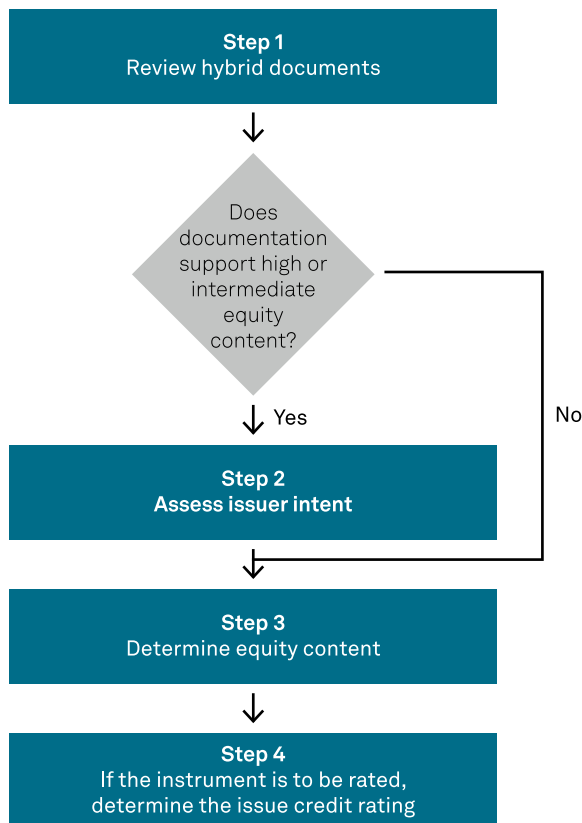 Step 1
Review hybrid documents
Does
documentation
support high or
intermediate
equity
content?
Yes
No
Step 2
Assess issuer intent
Step 3
Determine equity content
Step 4
If the instrument is to be rated,
determine the issue credit rating